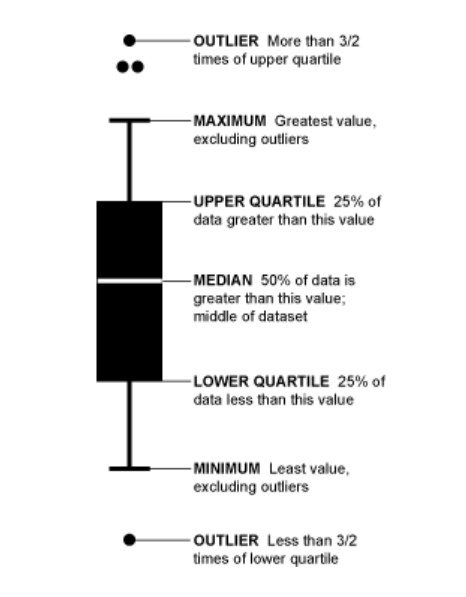 OUTLIER More than 3/2
times of upper quartile
MAXIMUM Greatest value,
excluding outliers
UPPER QUARTILE 25% of
data greater than this value
MEDIAN 50% of data is
greater than this value;
middle of dataset
LOWER QUARTILE 25% of
data less than this value
MINIMUM Least value,
excluding outliers
OUTLIER Less than 3/2
times of lower quartile